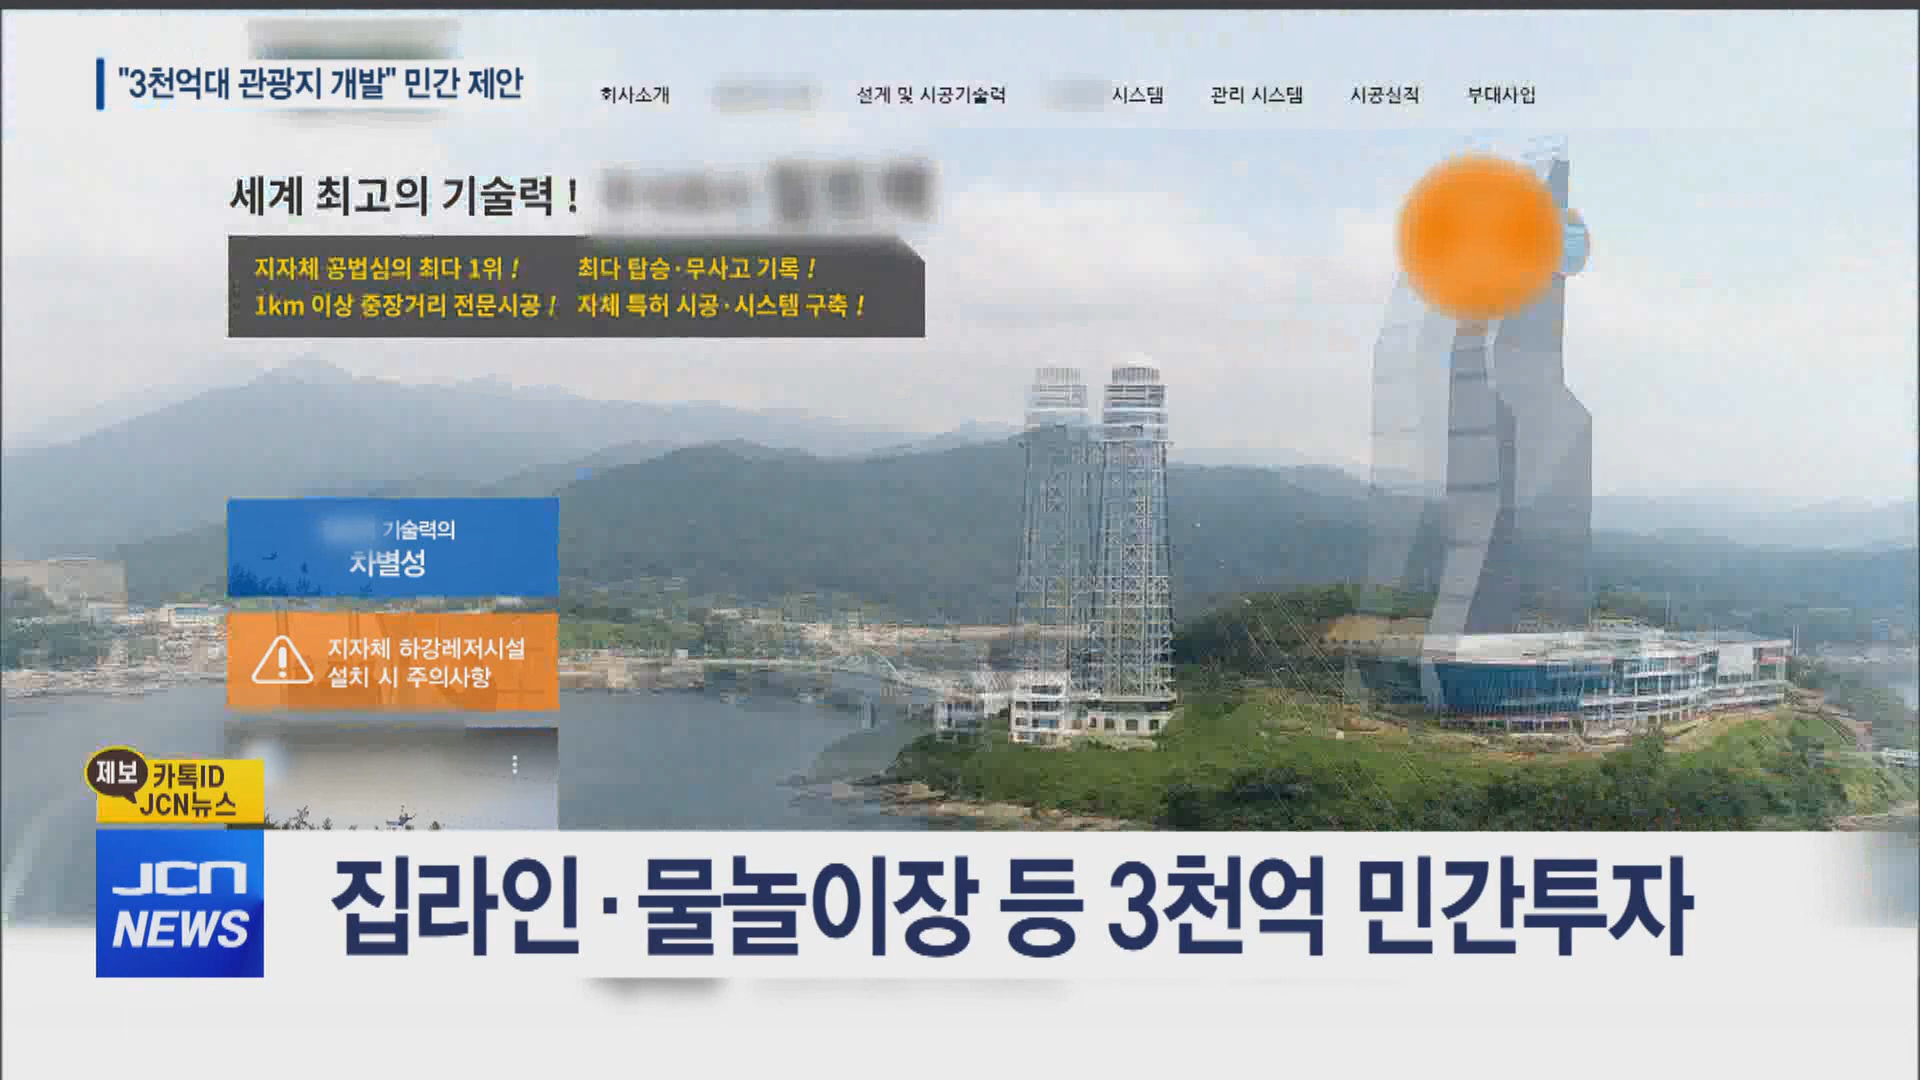 "3천억대 관광지 개발" 민간 제안
회사소개 설계 및 시공기술력 시스템 관리 시스템 시공실적 부대사업
세계 최고의 기술력 !
지자체 공법심의 최다 1위 ! 최다 탑승·무사고 기록 !
1km 이상 중장거리 전문시공 ! 자체 특허 시공·시스템 구축 !
기술력의
차별성
지자체 하강레저시설
설치 시 주의사항
제보 카톡ID
JCN뉴스
JCN
NEWS
집라인·물놀이장 등 3천억 민간투자